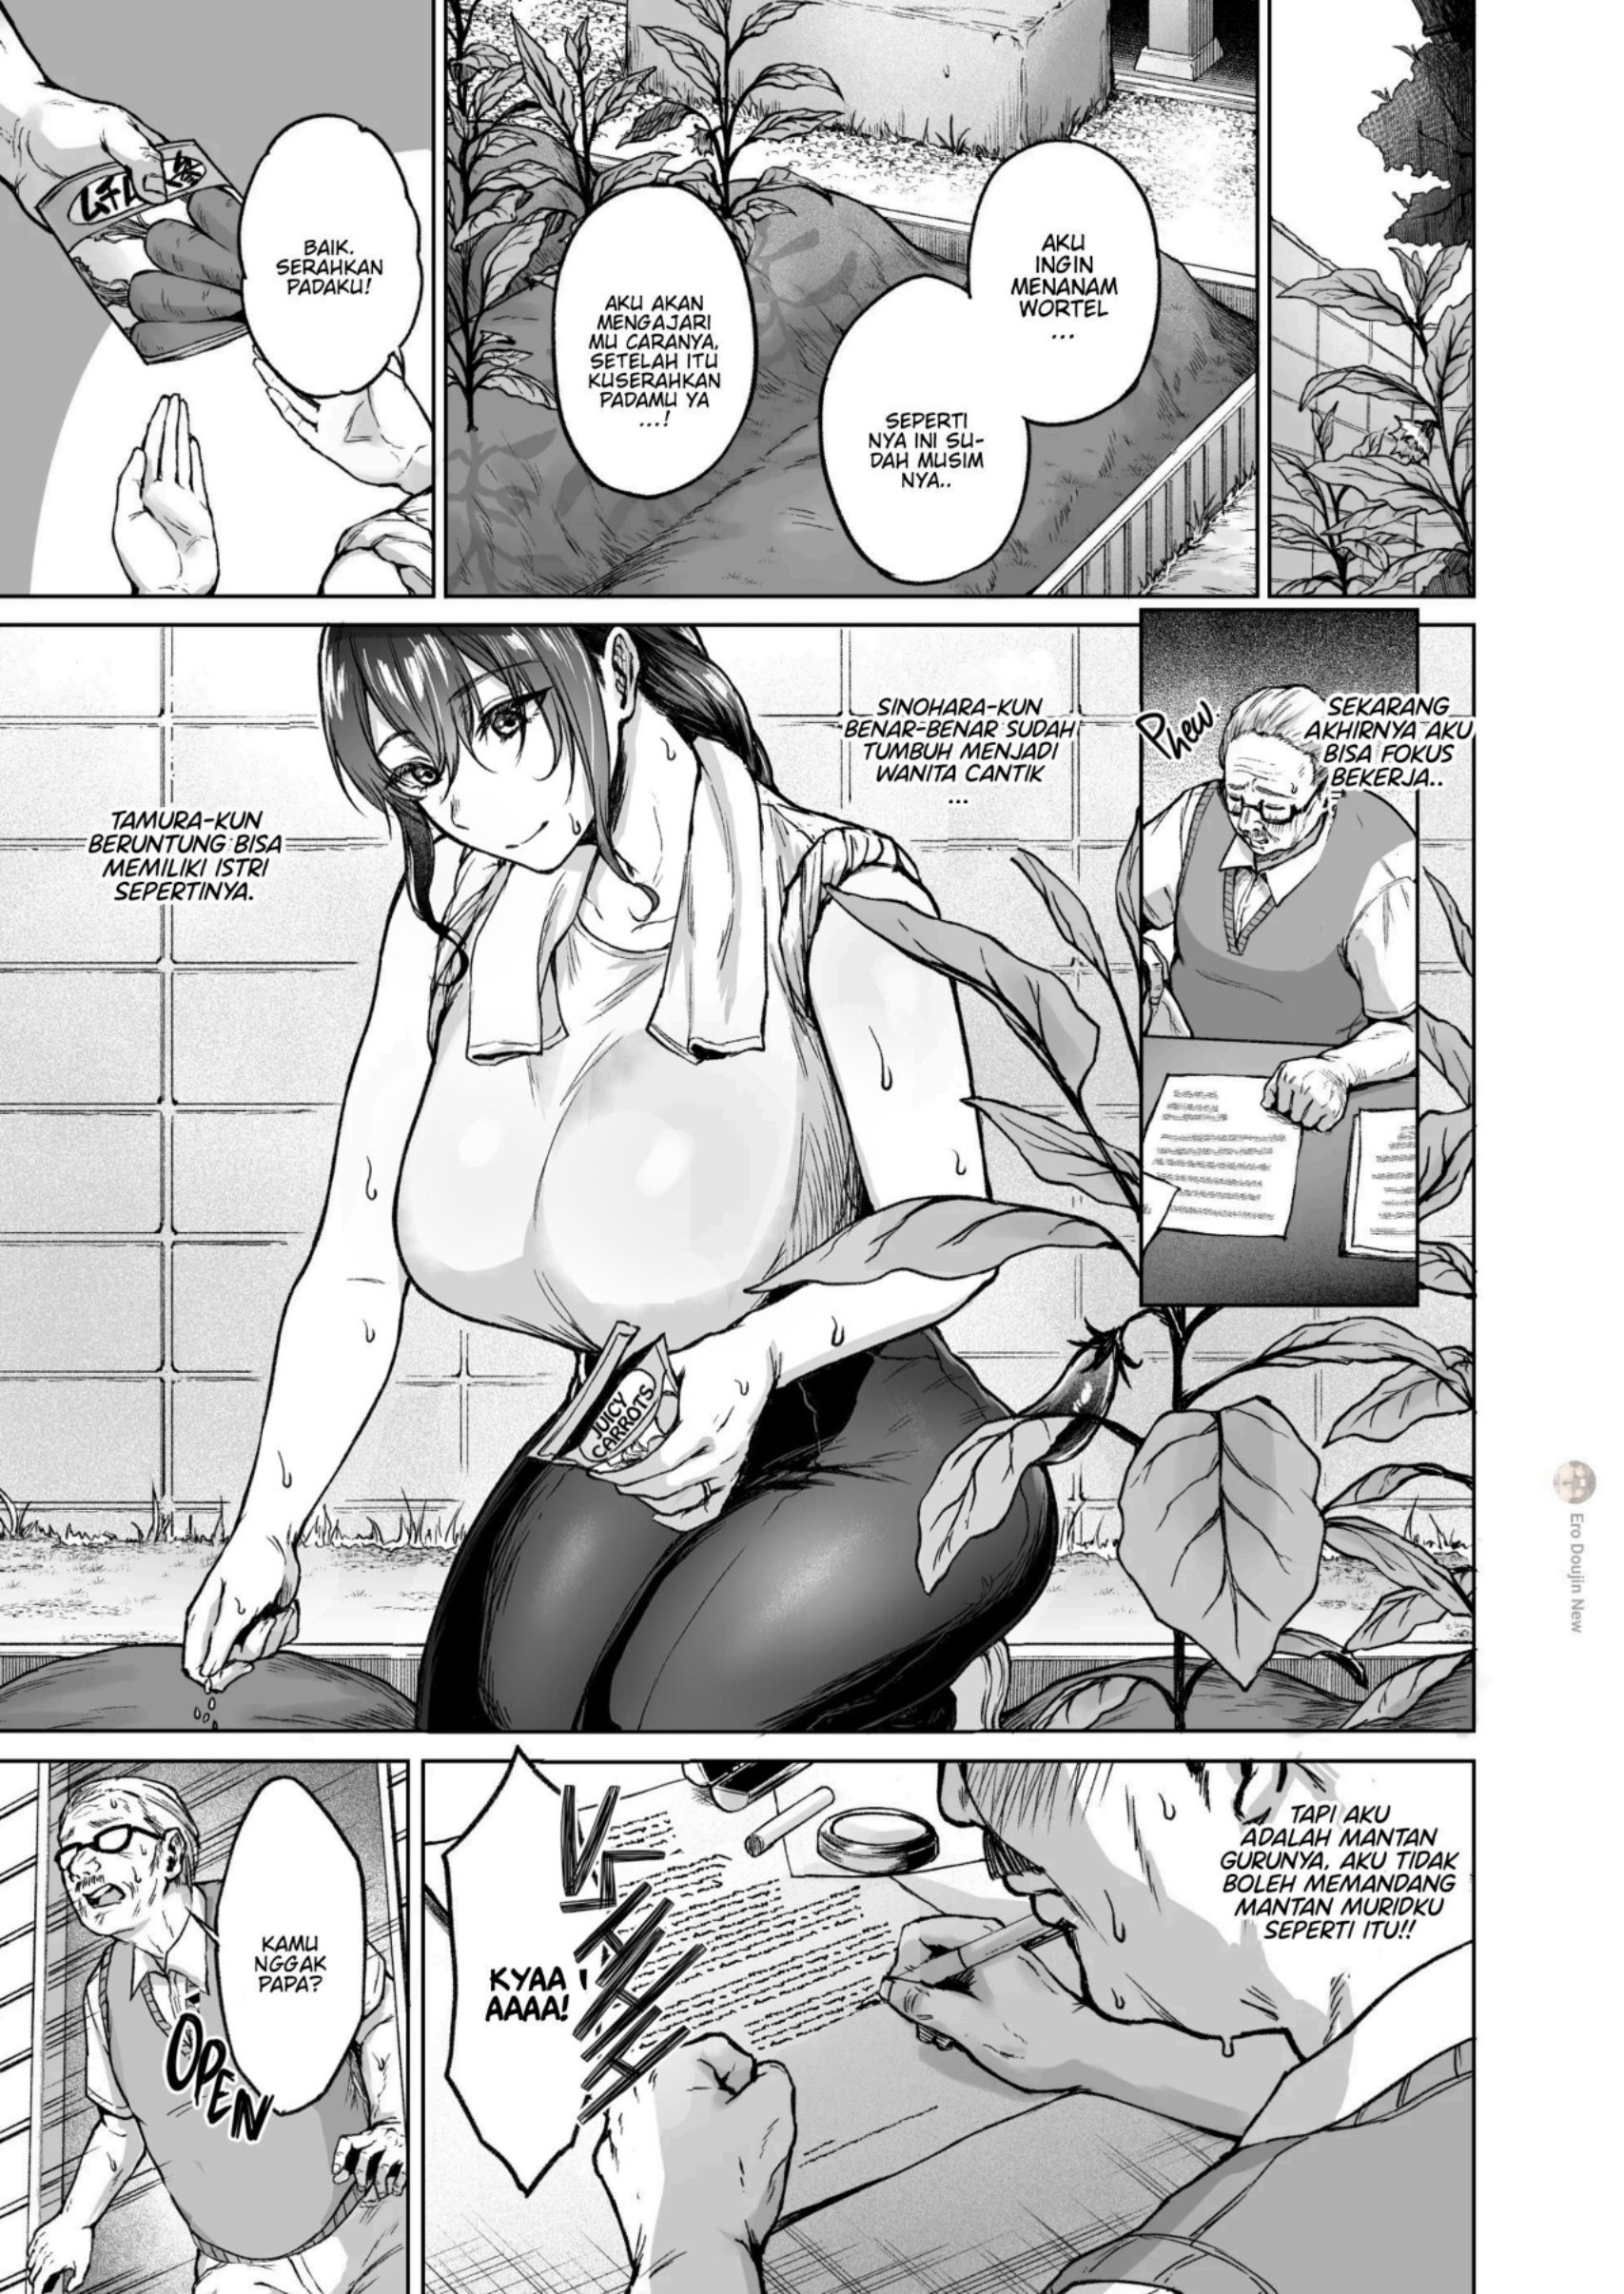 AKU
INGIN
MENANAM
WORTEL
...
SEPERTI
NYA INI SU-
DAH MUSIM
NYA..
AKU AKAN
MENGAJARI
MU CARANYA,
SETELAH ITU
KUSERAHKAN
PADAMU YA
...!
BAIK.
SERAHKAN
PADAKU!
SEKARANG
AKHIRNYA AKU
BISA FOKUS
BEKERJA..
Phew
SINOHARA-KUN
BENAR-BENAR SUDAH
TUMBUH MENJADI
WANITA CANTIK
...
TAMURA-KUN
BERUNTUNG BISA
MEMILIKI ISTRI
SEPERTINYA.
JUICY
CARROTS
TAPI AKU
ADALAH MANTAN
GURUNYA, AKU TIDAK
BOLEH MEMANDANG
MANTAN MURIDKU
SEPERTI ITU!!
KYAA
AAAA!
KAMU
NGGAK
PAPA?
OPEN
Ero Doujin New